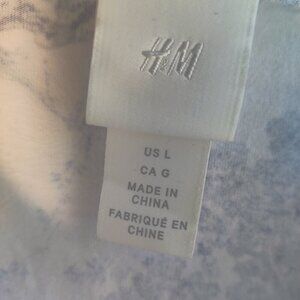 H&M
US L
CA G
MADE IN
CHINA
FABRIQUÉ EN
CHINE